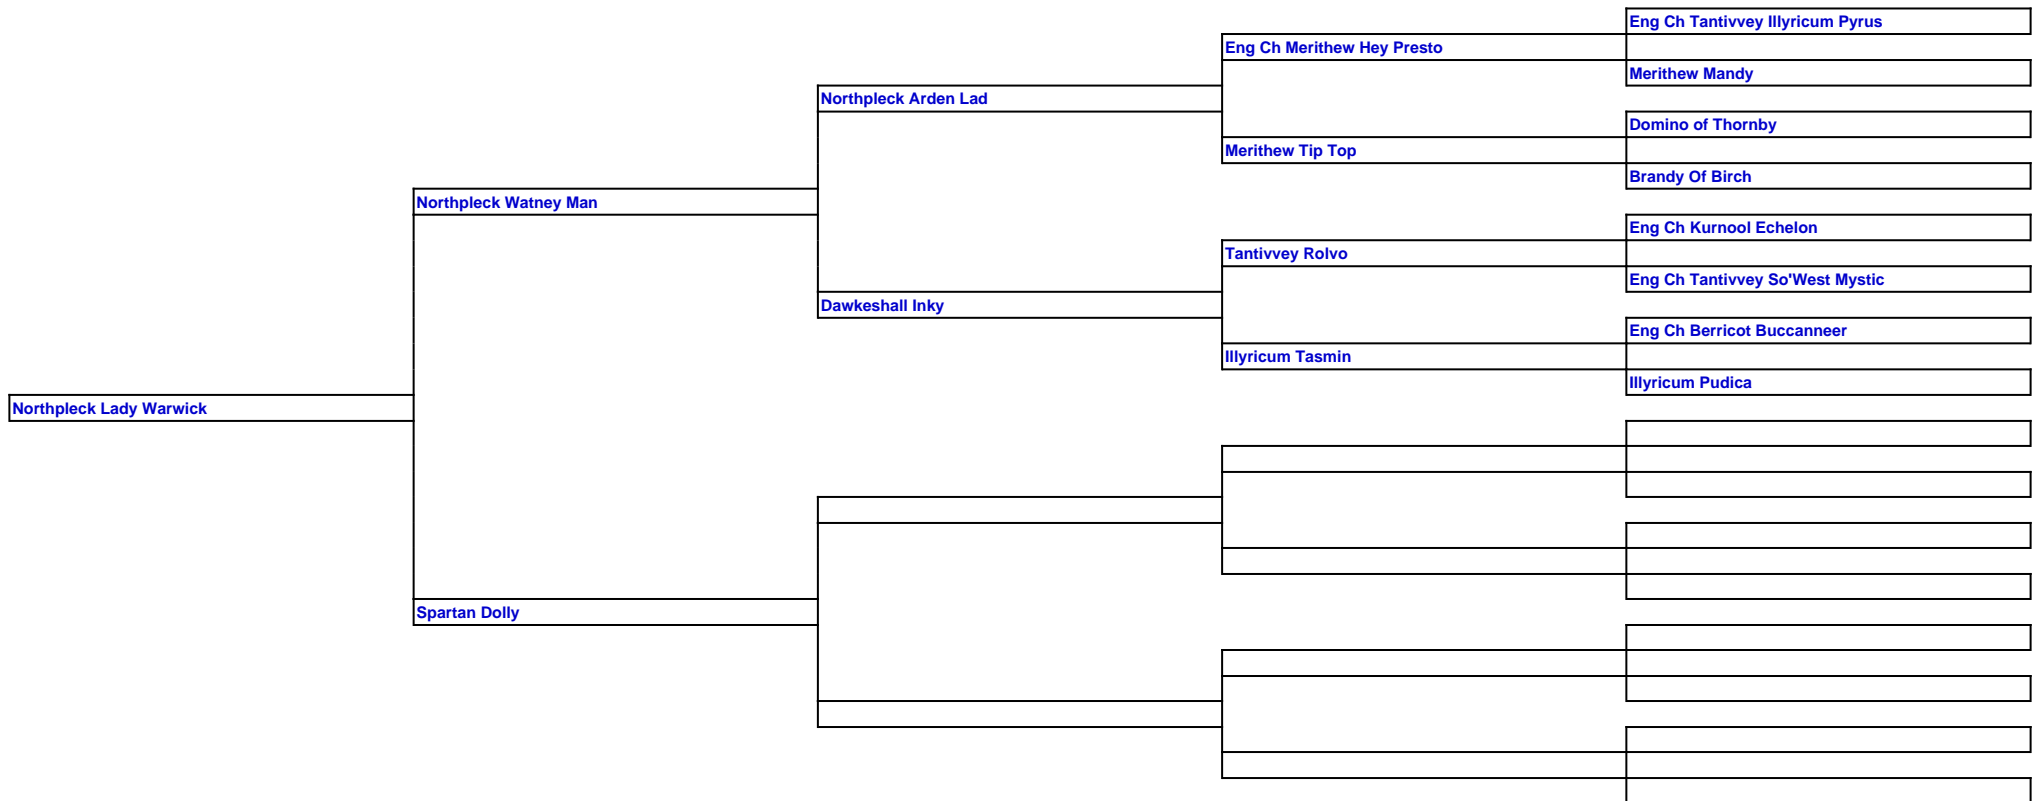 Eng Ch Tantivvey Illyricum Pyrus
Eng Ch Merithew Hey Presto
Merithew Mandy
Northpleck Arden Lad
Domino of Thornby
Merithew Tip Top
Brandy Of Birch
Northpleck Watney Man
Eng Ch Kurnool Echelon
Tantivvey Rolvo
Eng Ch Tantivvey So'West Mystic
Dawkeshall Inky
Eng Ch Berricot Buccanneer
Illyricum Tasmin
Illyricum Pudica
Northpleck Lady Warwick
Spartan Dolly